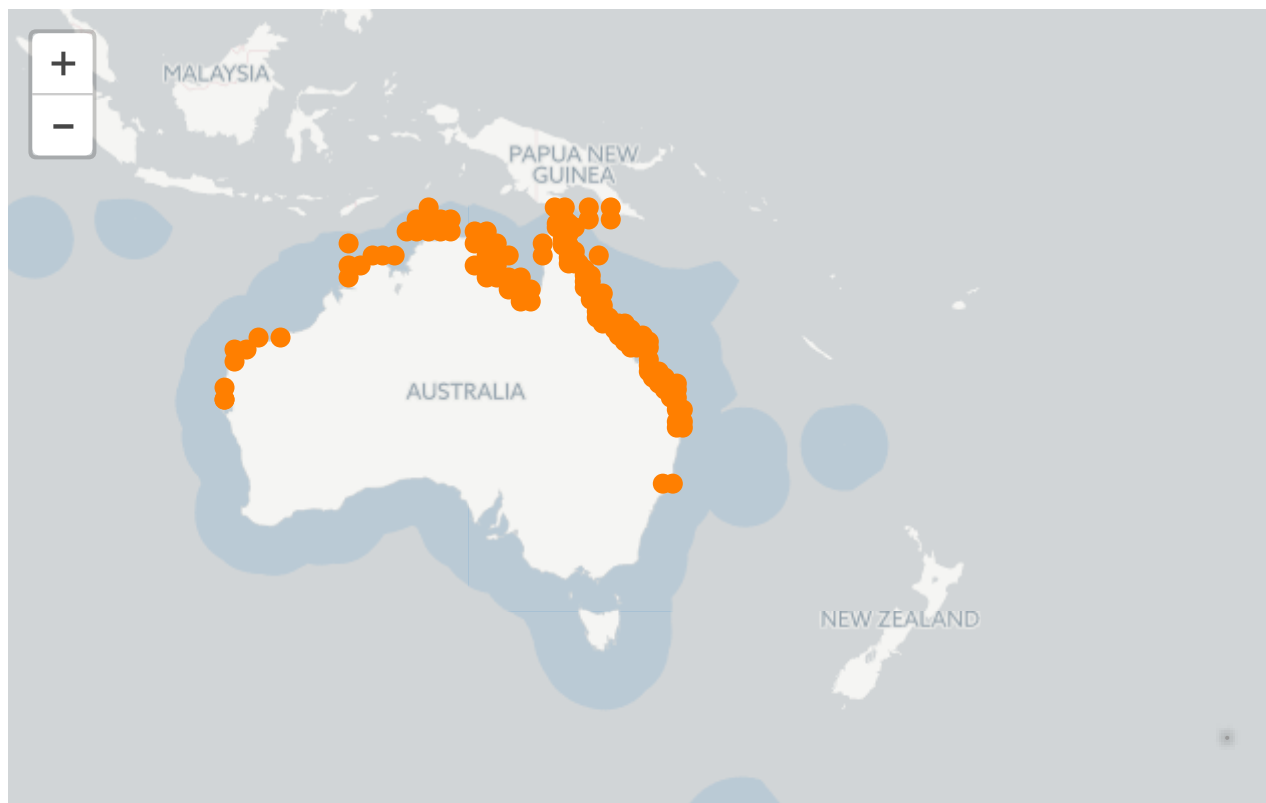 +
MALAYSIA
−
PAPUA NEW
GUINEA
AUSTRALIA
NEW ZEALAND